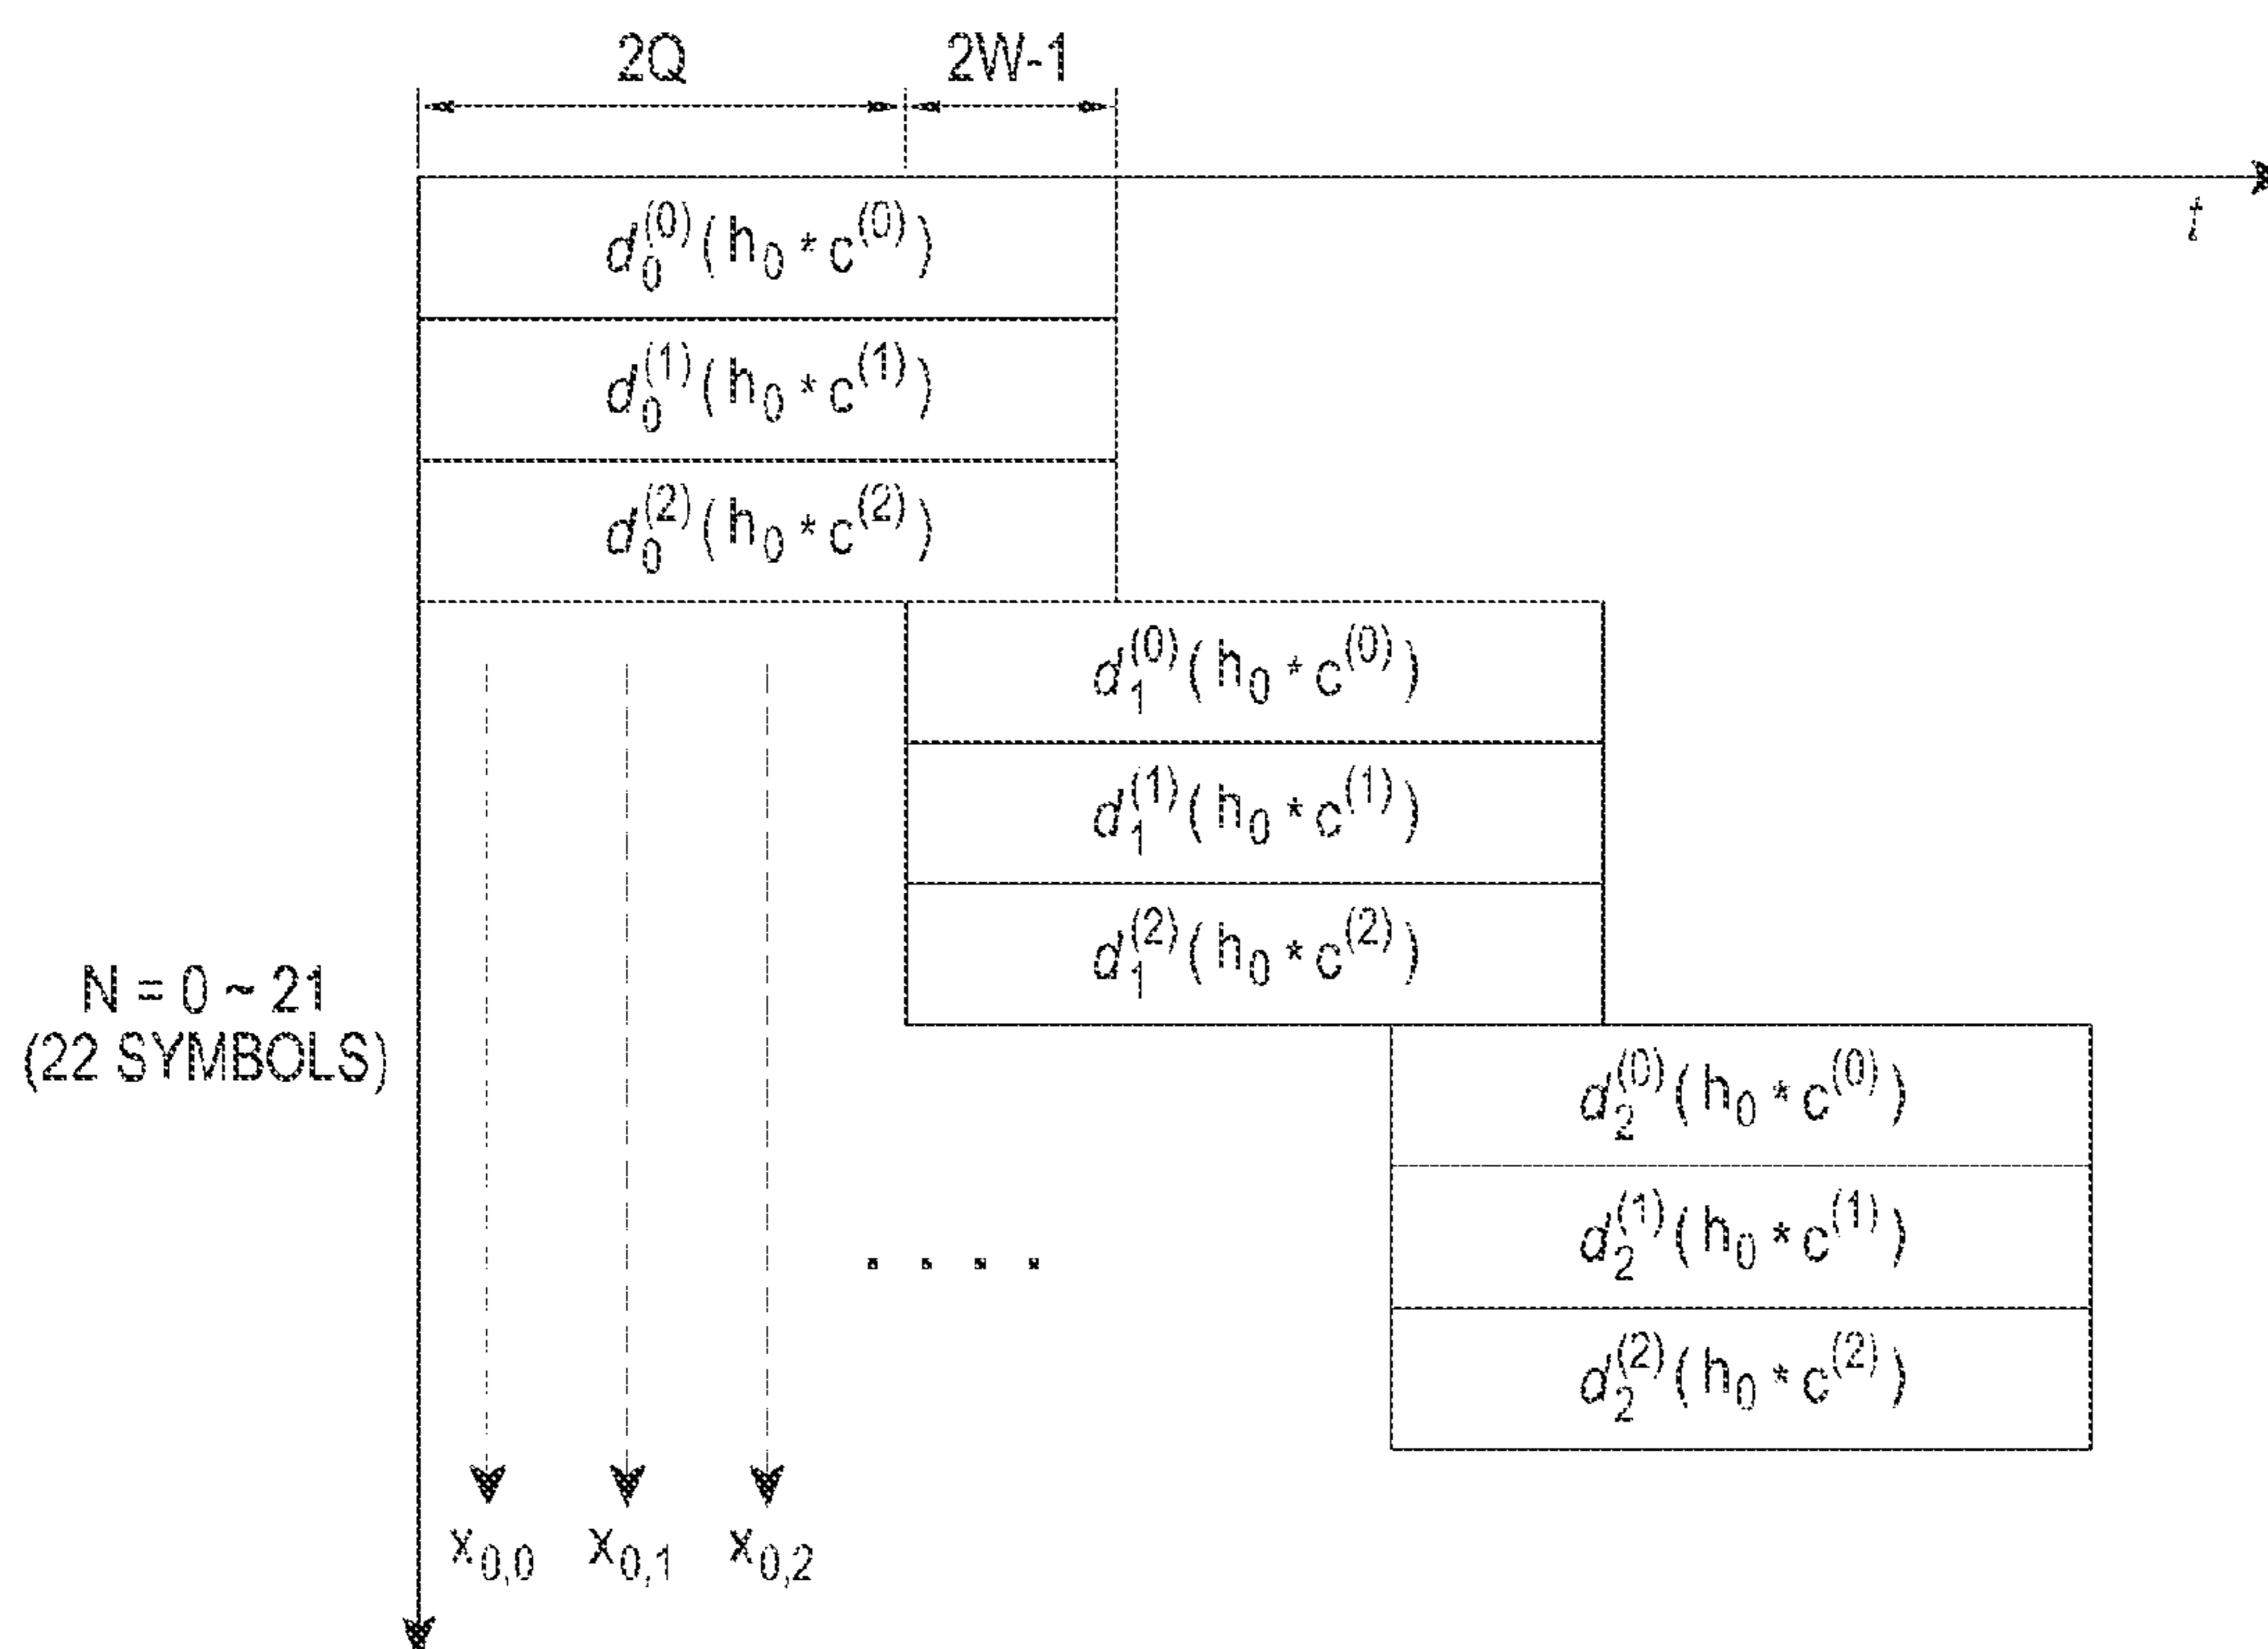 2Q 2W-1
t
d₀⁽⁰⁾(h₀*c⁽⁰⁾)
d₀⁽¹⁾(h₀*c⁽¹⁾)
d₀⁽²⁾(h₀*c⁽²⁾)
d₁⁽⁰⁾(h₀*c⁽⁰⁾)
d₁⁽¹⁾(h₀*c⁽¹⁾)
d₁⁽²⁾(h₀*c⁽²⁾)
N = 0 ~ 21
(22 SYMBOLS)
d₂⁽⁰⁾(h₀*c⁽⁰⁾)
d₂⁽¹⁾(h₀*c⁽¹⁾)
. . . .
d₂⁽²⁾(h₀*c⁽²⁾)
x₀,₀ x₀,₁ x₀,₂